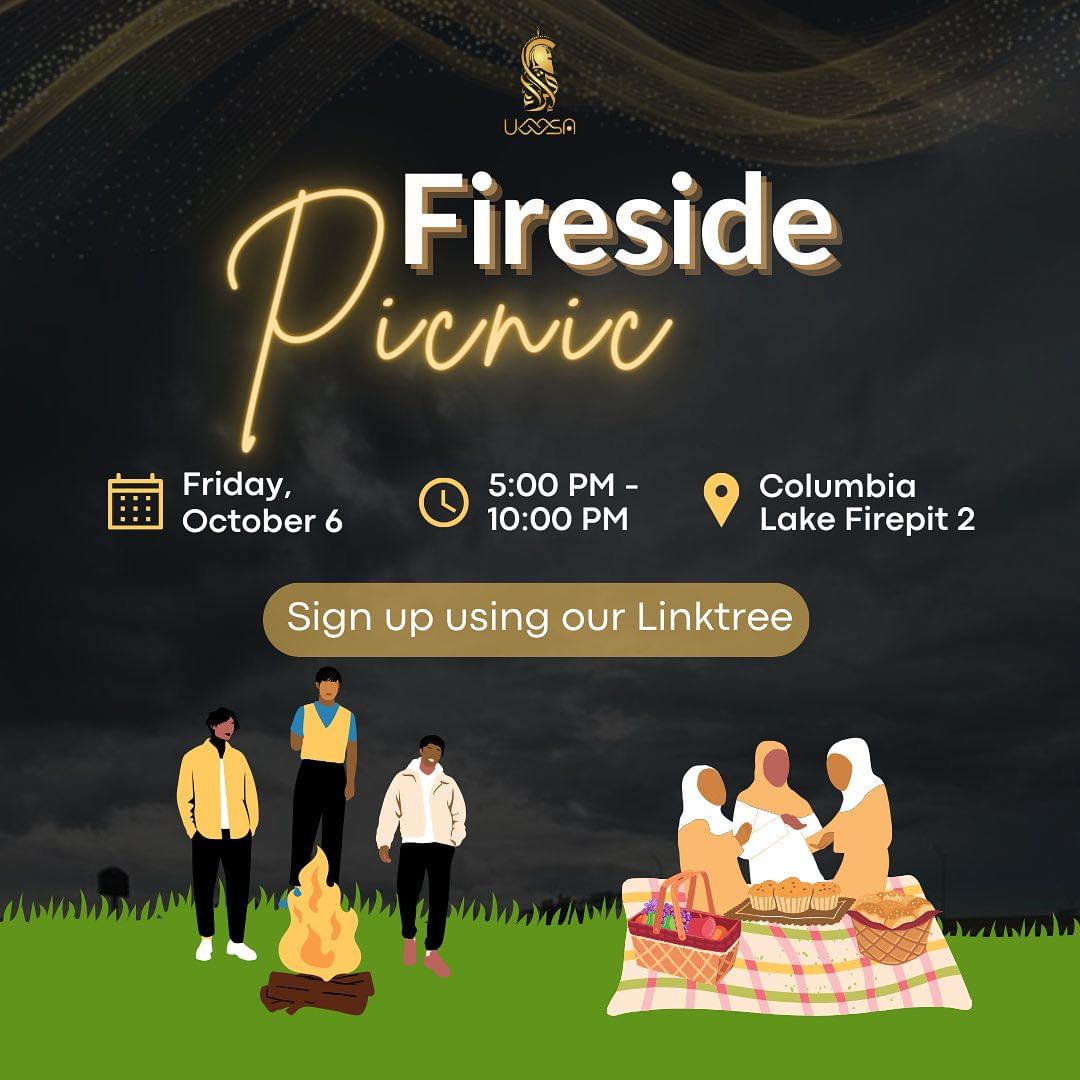 Fireside
Picnic
Friday,
October 6
5:00 PM -
10:00 PM
Columbia
Lake Firepit 2
Sign up using our Linktree